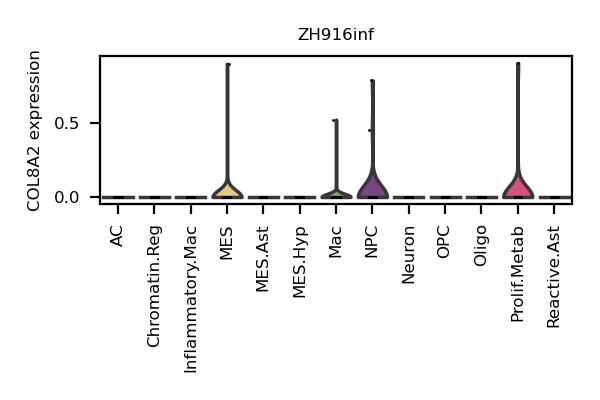 ZH916inf
COL8A2 expression
0.5
0.0
AC
Chromatin.Reg
Inflammatory.Mac
MES
MES.Ast
MES.Hyp
Mac
NPC
Neuron
OPC
Oligo
Prolif.Metab
Reactive.Ast